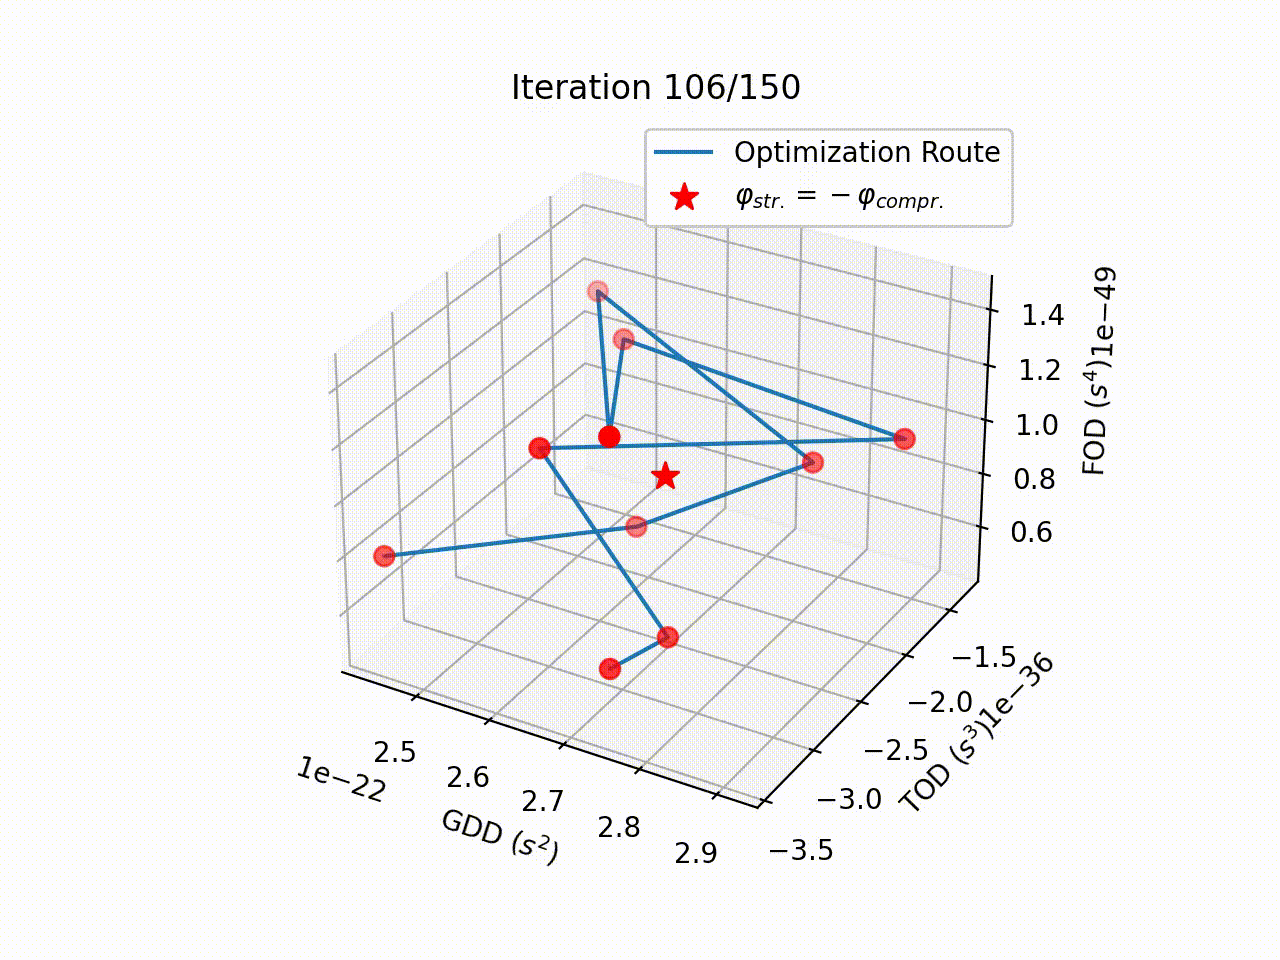 Iteration 106/150
Optimization Route
φstr. = − φcompr.
1.4
1.2
1.0
0.8
0.6
FOD (s⁴)1e−49
−1.5
−2.0
−2.5
−3.0
−3.5
TOD (s³)1e−36
2.5
2.6
2.7
2.8
2.9
1e−22
GDD (s²)